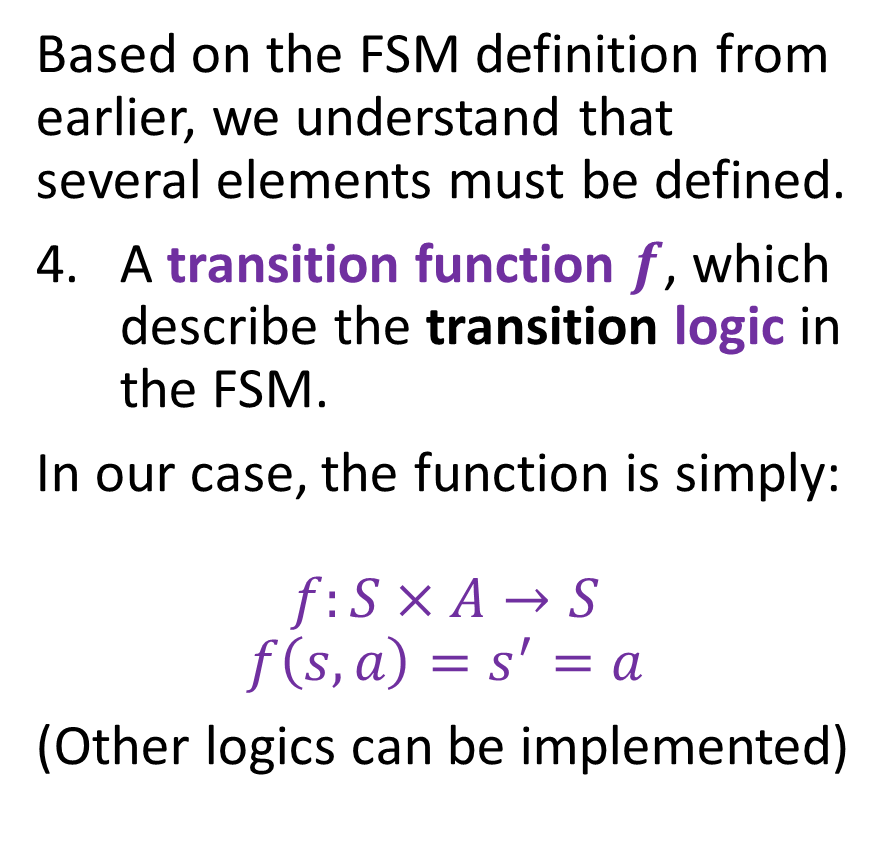 Based on the FSM definition from
earlier, we understand that
several elements must be defined.
4. A transition function f, which
describe the transition logic in
the FSM.
In our case, the function is simply:
f: S × A → S
f(s, a) = s′ = a
(Other logics can be implemented)